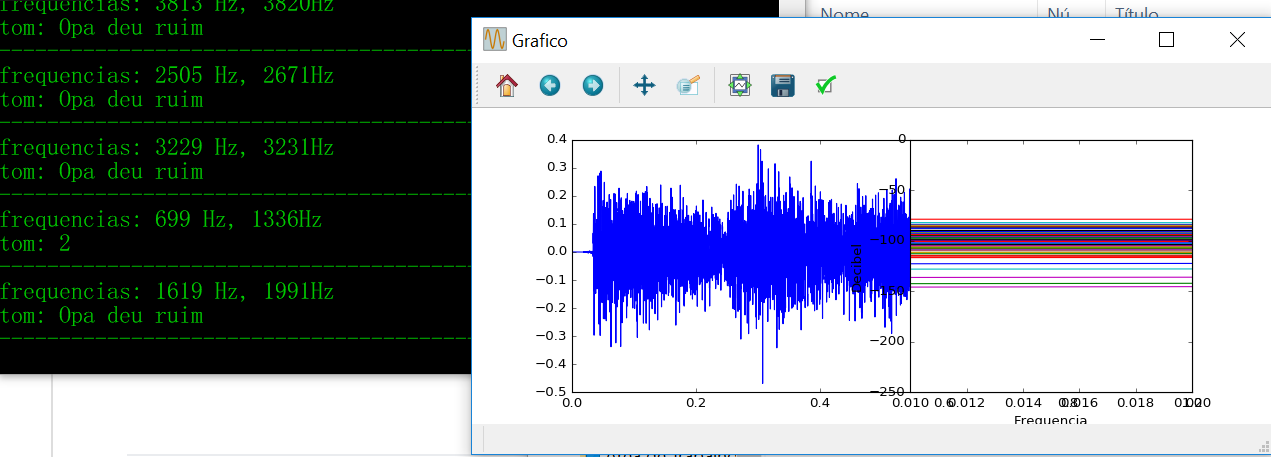 frequencias: 3813 Hz, 3820Hz
tom: Opa deu ruim
------------------------------------------------
frequencias: 2505 Hz, 2671Hz
tom: Opa deu ruim
------------------------------------------------
frequencias: 3229 Hz, 3231Hz
tom: Opa deu ruim
------------------------------------------------
frequencias: 699 Hz, 1336Hz
tom: 2
------------------------------------------------
frequencias: 1619 Hz, 1991Hz
tom: Opa deu ruim
------------------------------------------------
Nome Nú Título
Grafico
0.4
0.3
0.2
0.1
0.0
−0.1
−0.2
−0.3
−0.4
−0.5
0.0 0.2 0.4 0.6 0.8
0
−50
−100
−150
−200
−250
Decibel
0.010 0.012 0.014 0.016 0.018 0.020
Frequencia